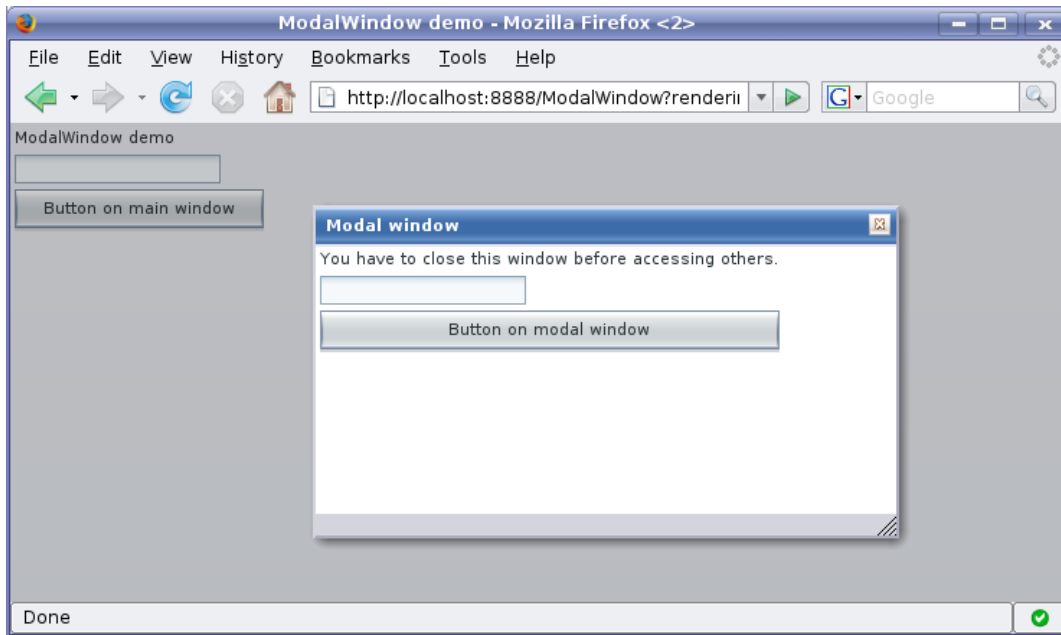 ModalWindow demo - Mozilla Firefox <2>
File Edit View History Bookmarks Tools Help
http://localhost:8888/ModalWindow?renderin G Google
ModalWindow demo
Button on main window
Modal window
You have to close this window before accessing others.
Button on modal window
Done